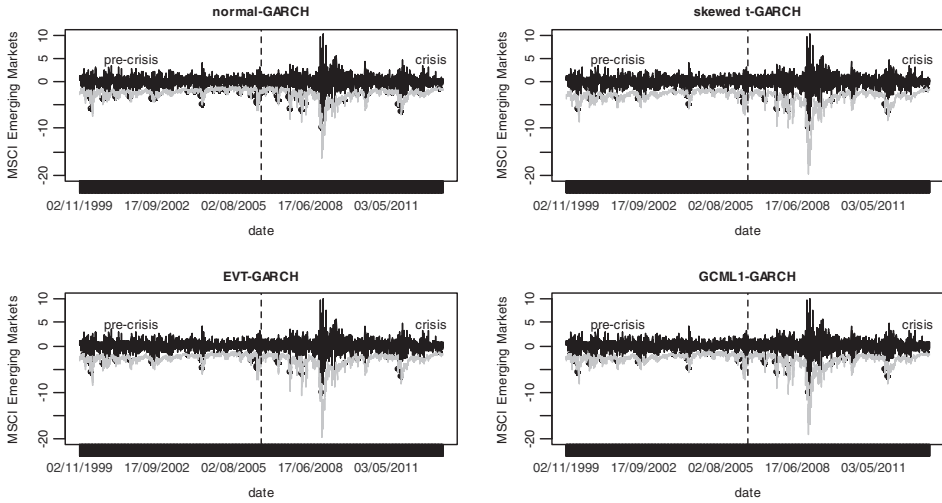 normal-GARCH
MSCI Emerging Markets
10
5
0
-10
-20
pre-crisis
crisis
02/11/1999 17/09/2002 02/08/2005 17/06/2008 03/05/2011
date
skewed t-GARCH
MSCI Emerging Markets
10
5
0
-10
-20
pre-crisis
crisis
02/11/1999 17/09/2002 02/08/2005 17/06/2008 03/05/2011
date
EVT-GARCH
MSCI Emerging Markets
10
5
0
-10
-20
pre-crisis
crisis
02/11/1999 17/09/2002 02/08/2005 17/06/2008 03/05/2011
date
GCML1-GARCH
MSCI Emerging Markets
10
5
0
-10
-20
pre-crisis
crisis
02/11/1999 17/09/2002 02/08/2005 17/06/2008 03/05/2011
date